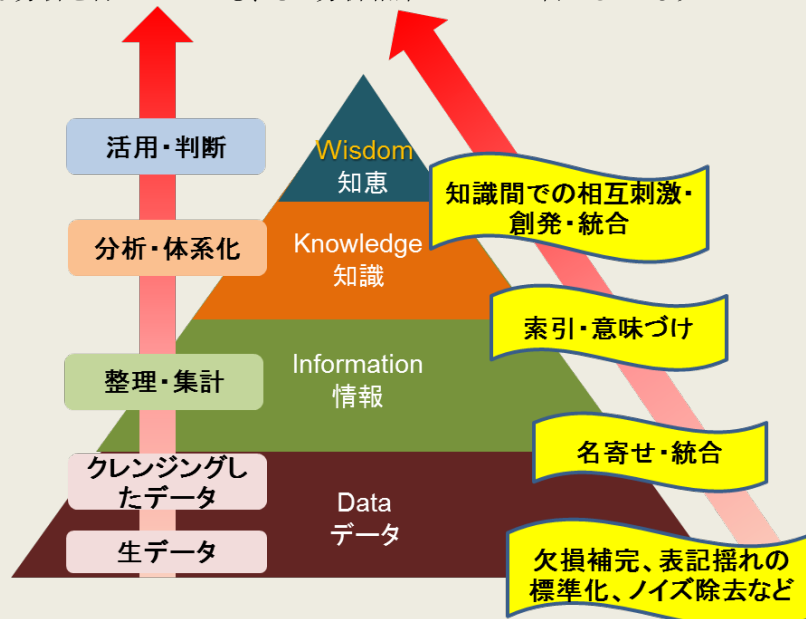 活用・判断
Wisdom
知恵
知識間での相互刺激・
創発・統合
分析・体系化
Knowledge
知識
索引・意味づけ
整理・集計
Information
情報
名寄せ・統合
クレンジングし
たデータ
Data
データ
生データ
欠損補完、表記揺れの
標準化、ノイズ除去など